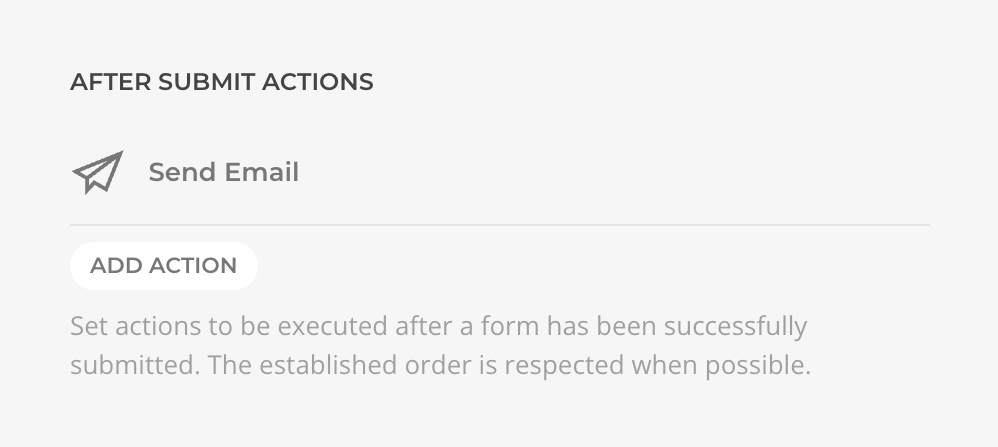 AFTER SUBMIT ACTIONS
Send Email
ADD ACTION
Set actions to be executed after a form has been successfully
submitted. The established order is respected when possible.